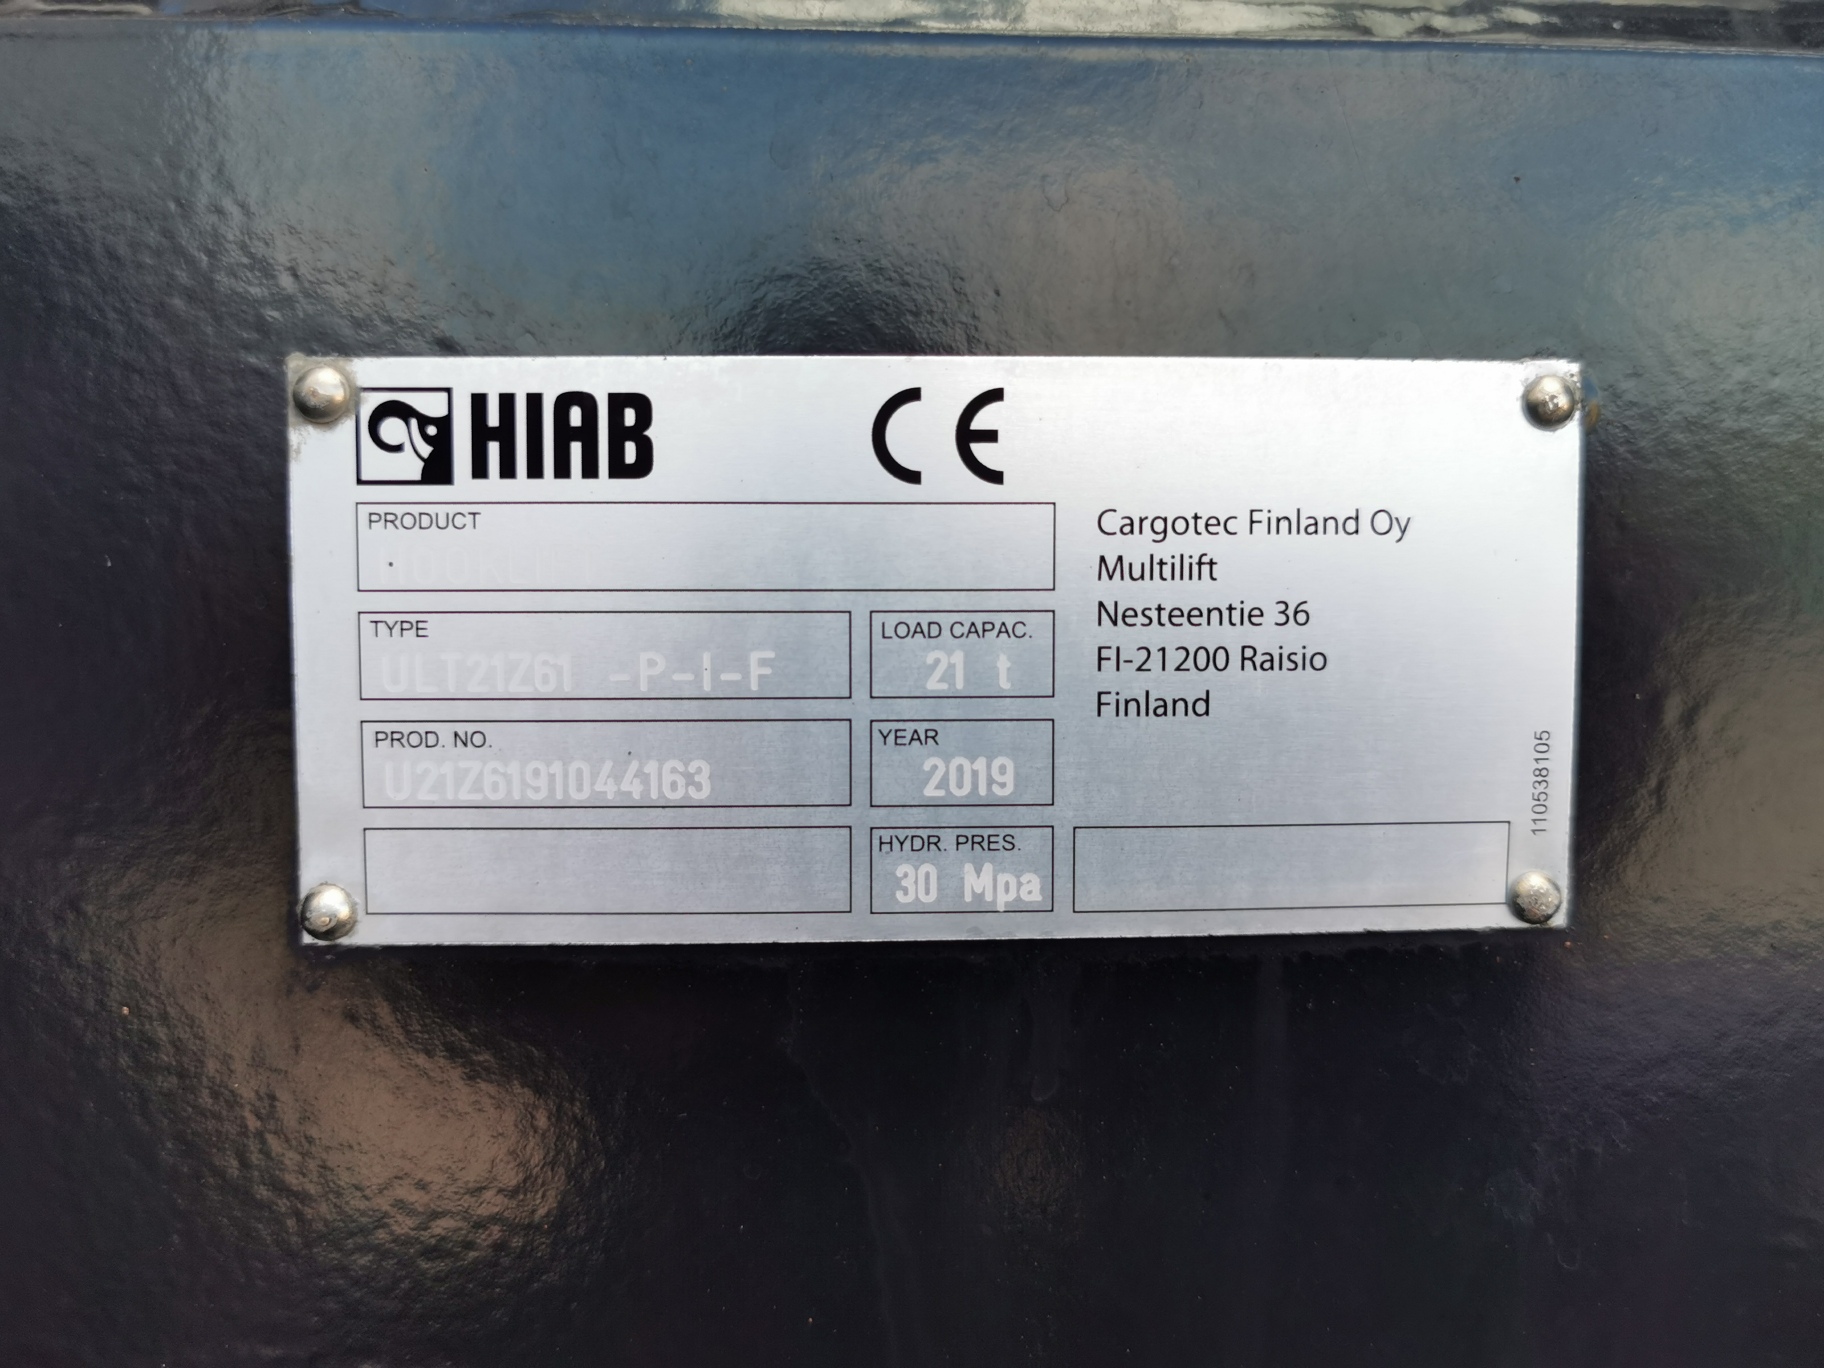 HIAB
CE
PRODUCT
HOOKLIFT
TYPE
ULT21Z61 -P-I-F
LOAD CAPAC.
21 t
PROD. NO.
U21Z6191044163
YEAR
2019
HYDR. PRES.
30 Mpa
Cargotec Finland Oy
Multilift
Nesteentie 36
FI-21200 Raisio
Finland
110538105